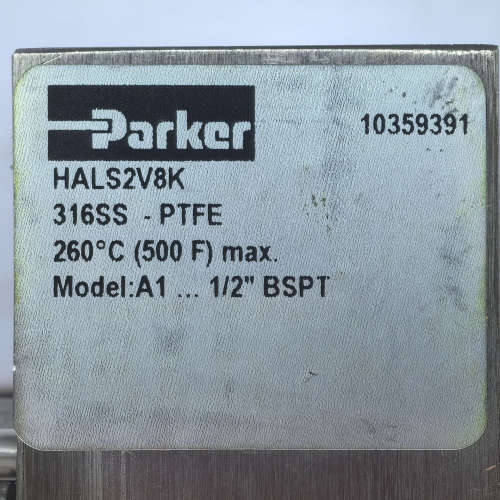 Parker
10359391
HALS2V8K
316SS - PTFE
260°C (500 F) max.
Model:A1 ... 1/2" BSPT